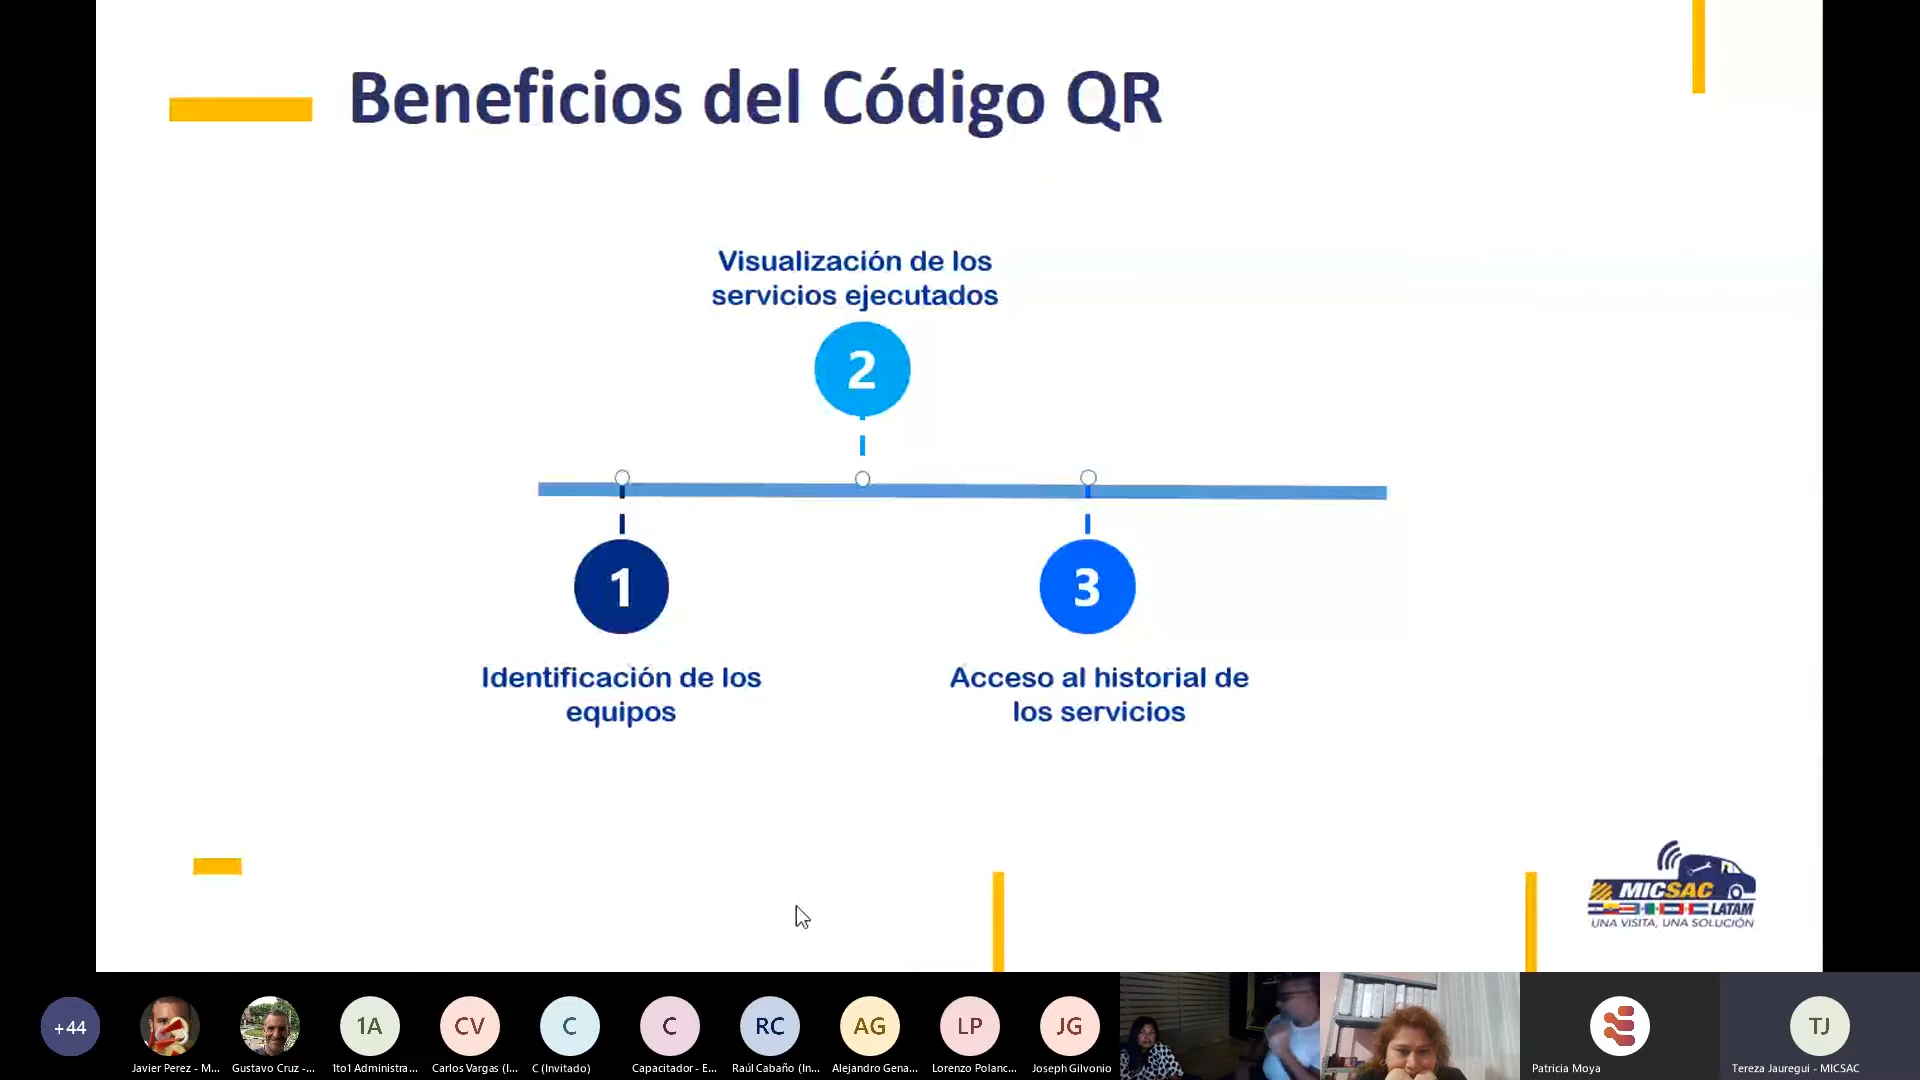 Beneficios del Código QR
Visualización de los
servicios ejecutados
2
1
3
Identificación de los
equipos
Acceso al historial de
los servicios
MICSAC
LATAM
UNA VISITA, UNA SOLUCIÓN
+44
1A
CV
C
C
RC
AG
LP
JG
TJ
Javier Perez - M...
Gustavo Cruz -...
1to1 Administra...
Carlos Vargas (I...
C (Invitado)
Capacitador - E...
Raúl Cabaño (In...
Alejandro Gena...
Lorenzo Polanc...
Joseph Gilvonio
Patricia Moya
Tereza Jauregui - MICSAC